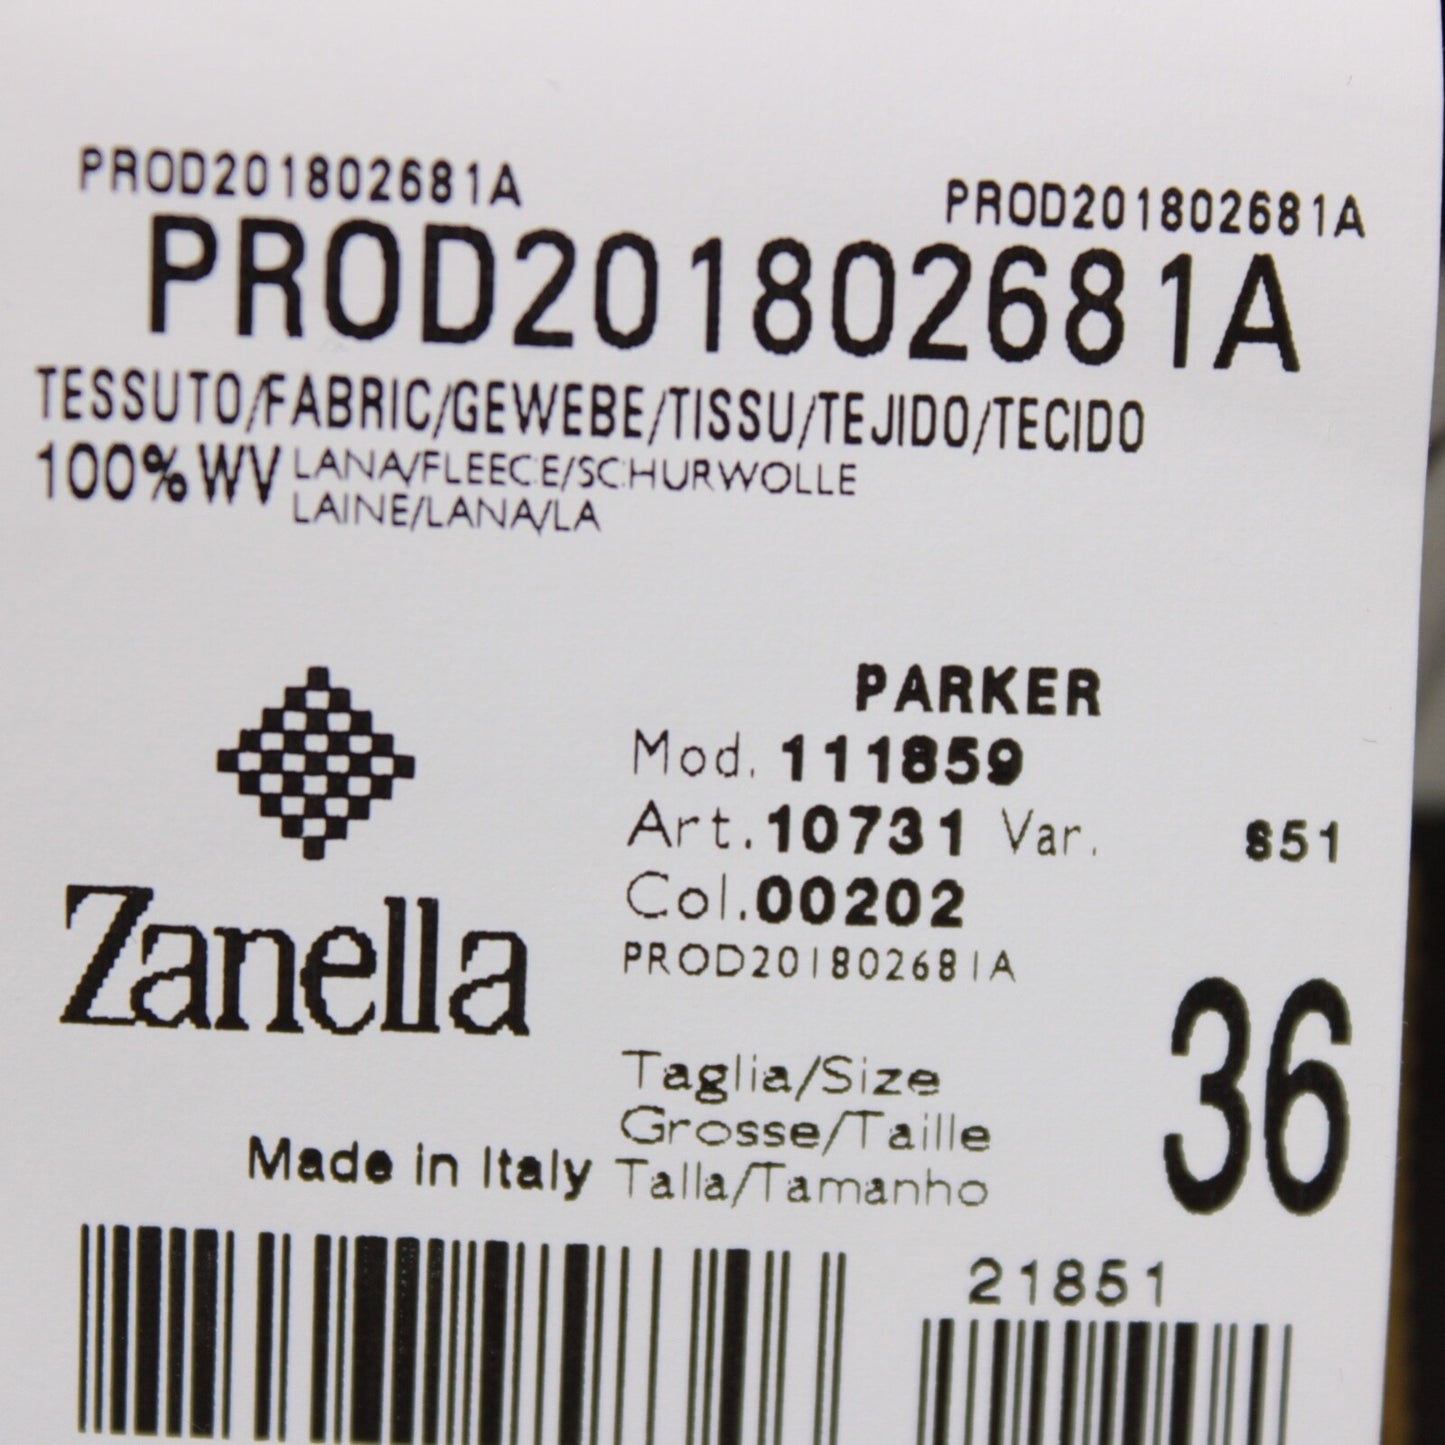 PROD201802681A
PROD201802681A
PROD201802681A
TESSUTO/FABRIC/GEWEBE/TISSU/TEJIDO/TECIDO
100% WV LANA/FLEECE/SCHURWOLLE
LAINE/LANA/LA
PARKER
Mod. 111859
Art. 10731 Var. 851
Col. 00202
PROD201802681A
Zanella
36
Taglia/Size
Grosse/Taille
Talla/Tamanho
Made in Italy
21851